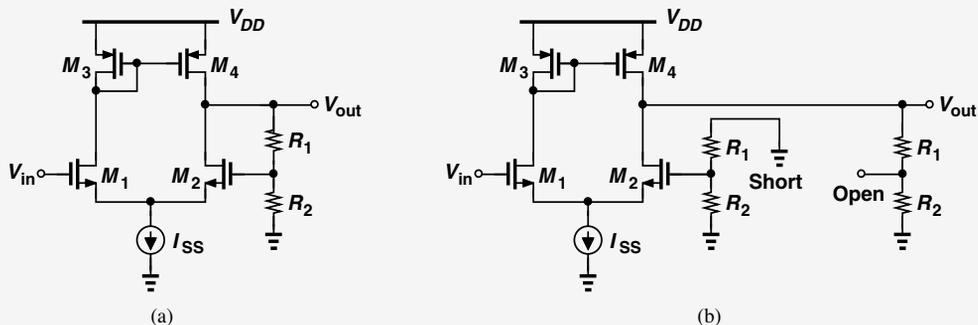 V_DD V_DD
M_3 M_4 M_3 M_4
V_out V_out
R_1 R_1 R_1
V_in M_1 M_2 V_in M_1 M_2 Short
Open
R_2 R_2 R_2
I_SS I_SS
(a) (b)